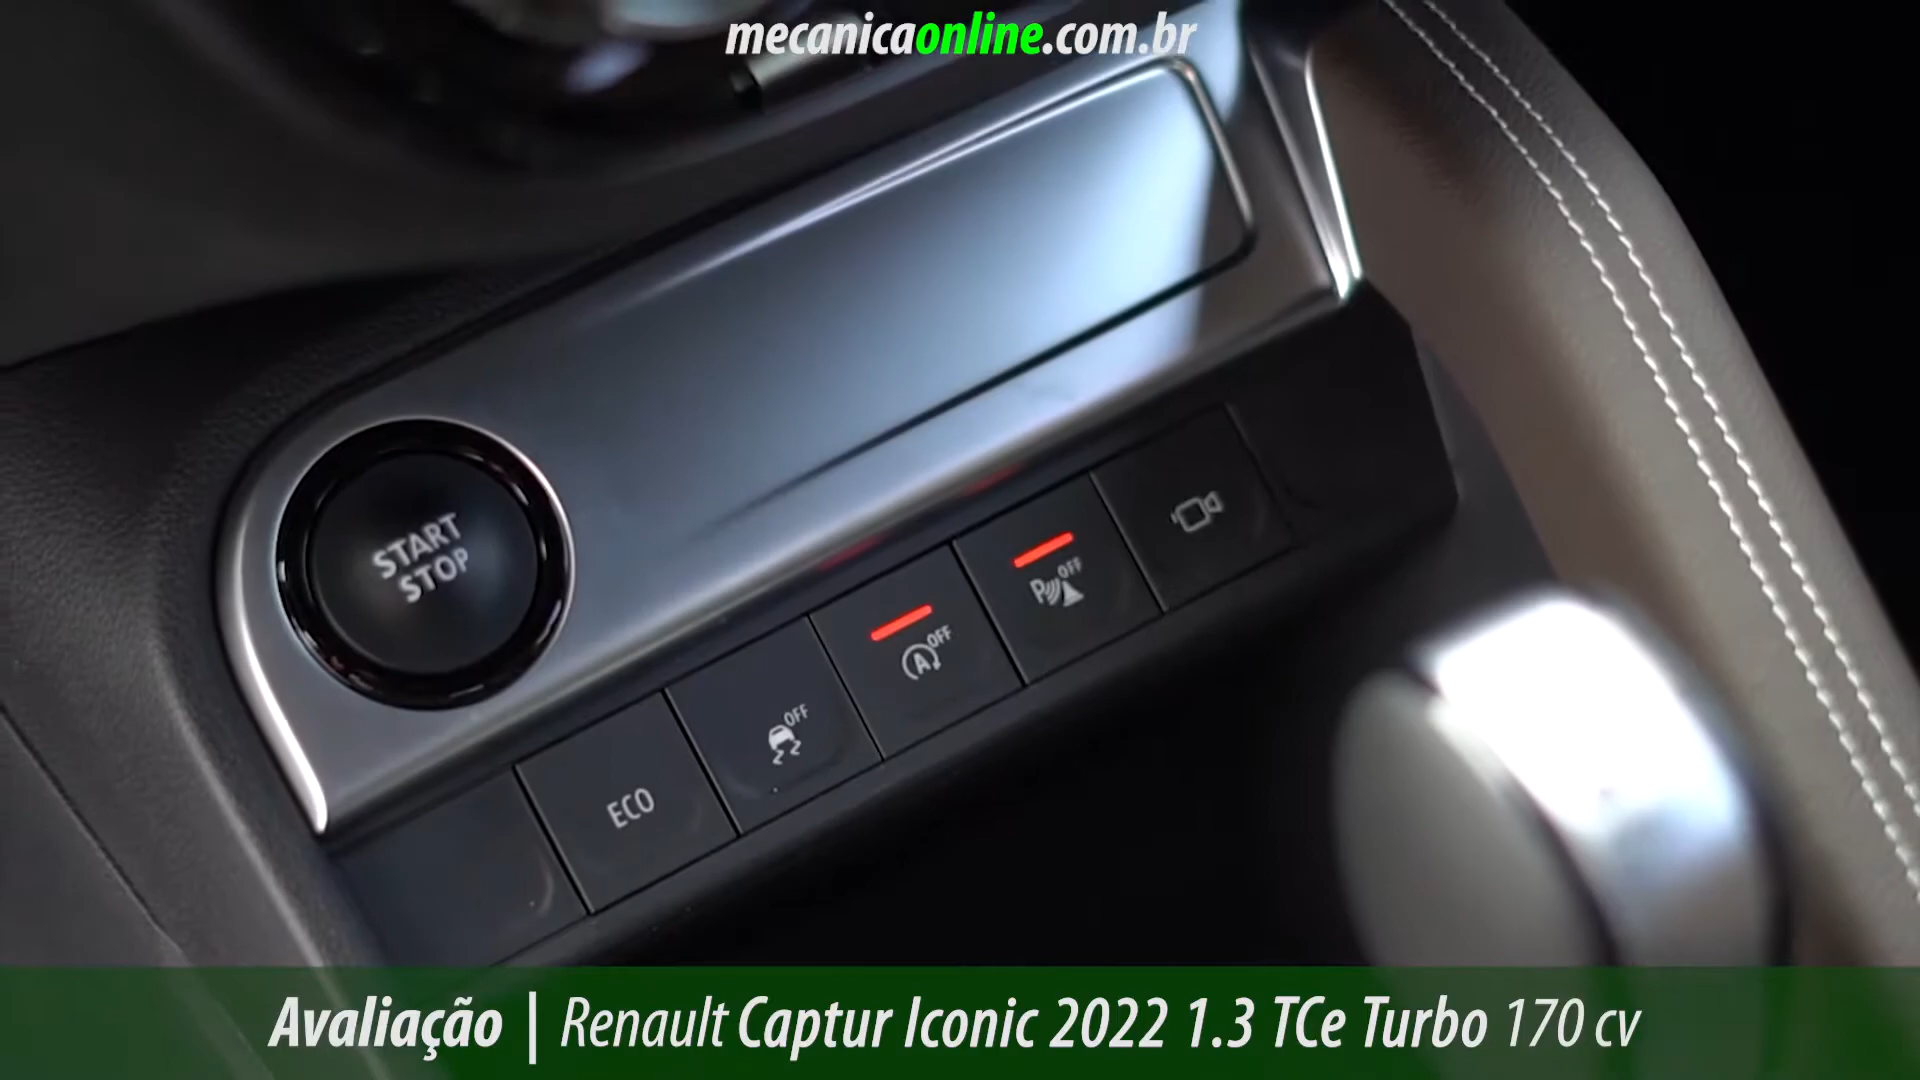 mecanicaonline.com.br
START
STOP
P OFF
A OFF
OFF
ECO
Avaliação | Renault Captur Iconic 2022 1.3 TCe Turbo 170 cv